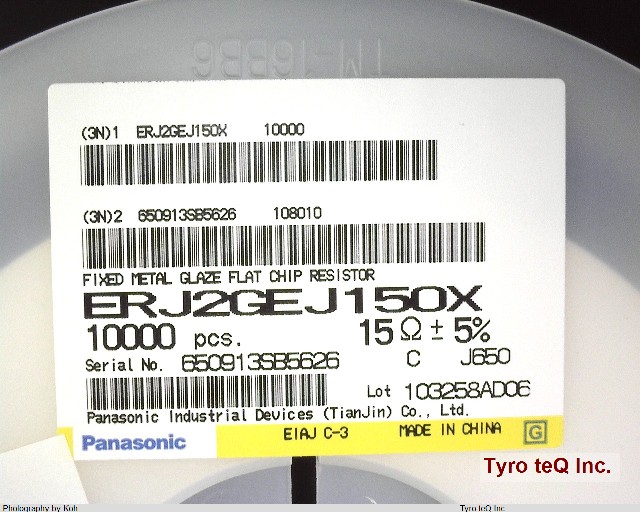 (3N)1 ERJ2GEJ150X 10000
(3N)2 650913SB5626 108010
FIXED METAL GLAZE FLAT CHIP RESISTOR
ERJ2GEJ150X
10000 pcs. 15 Ω ± 5%
C J650
Serial No. 650913SB5626
Lot 103258AD06
Panasonic Industrial Devices (TianJin) Co., Ltd.
Panasonic EIAJ C-3 MADE IN CHINA G
Tyro teQ Inc.
Photography by Koh Tyro teQ Inc.